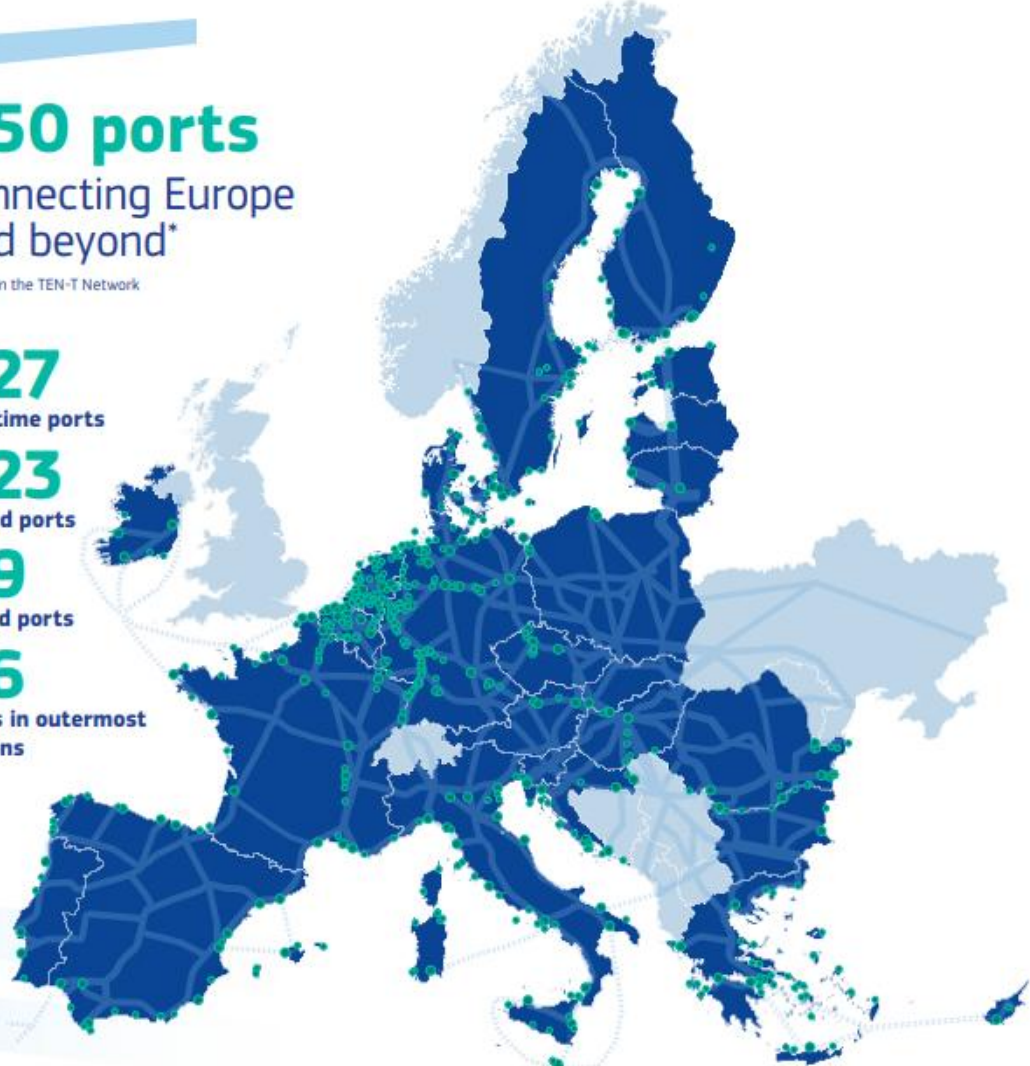 50 ports
nnecting Europe
d beyond*
n the TEN-T Network
27
time ports
23
d ports
9
d ports
6
s in outermost
ns